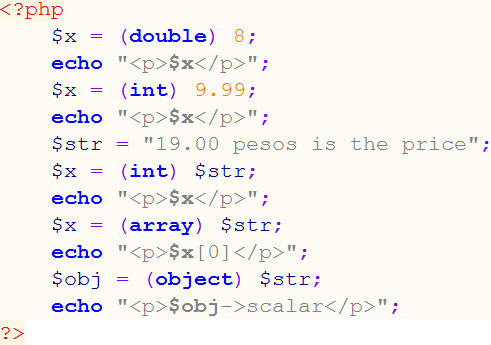 <?php
$x = (double) 8;
echo "<p>$x</p>";
$x = (int) 9.99;
echo "<p>$x</p>";
$str = "19.00 pesos is the price";
$x = (int) $str;
echo "<p>$x</p>";
$x = (array) $str;
echo "<p>$x[0]</p>";
$obj = (object) $str;
echo "<p>$obj->scalar</p>";
?>